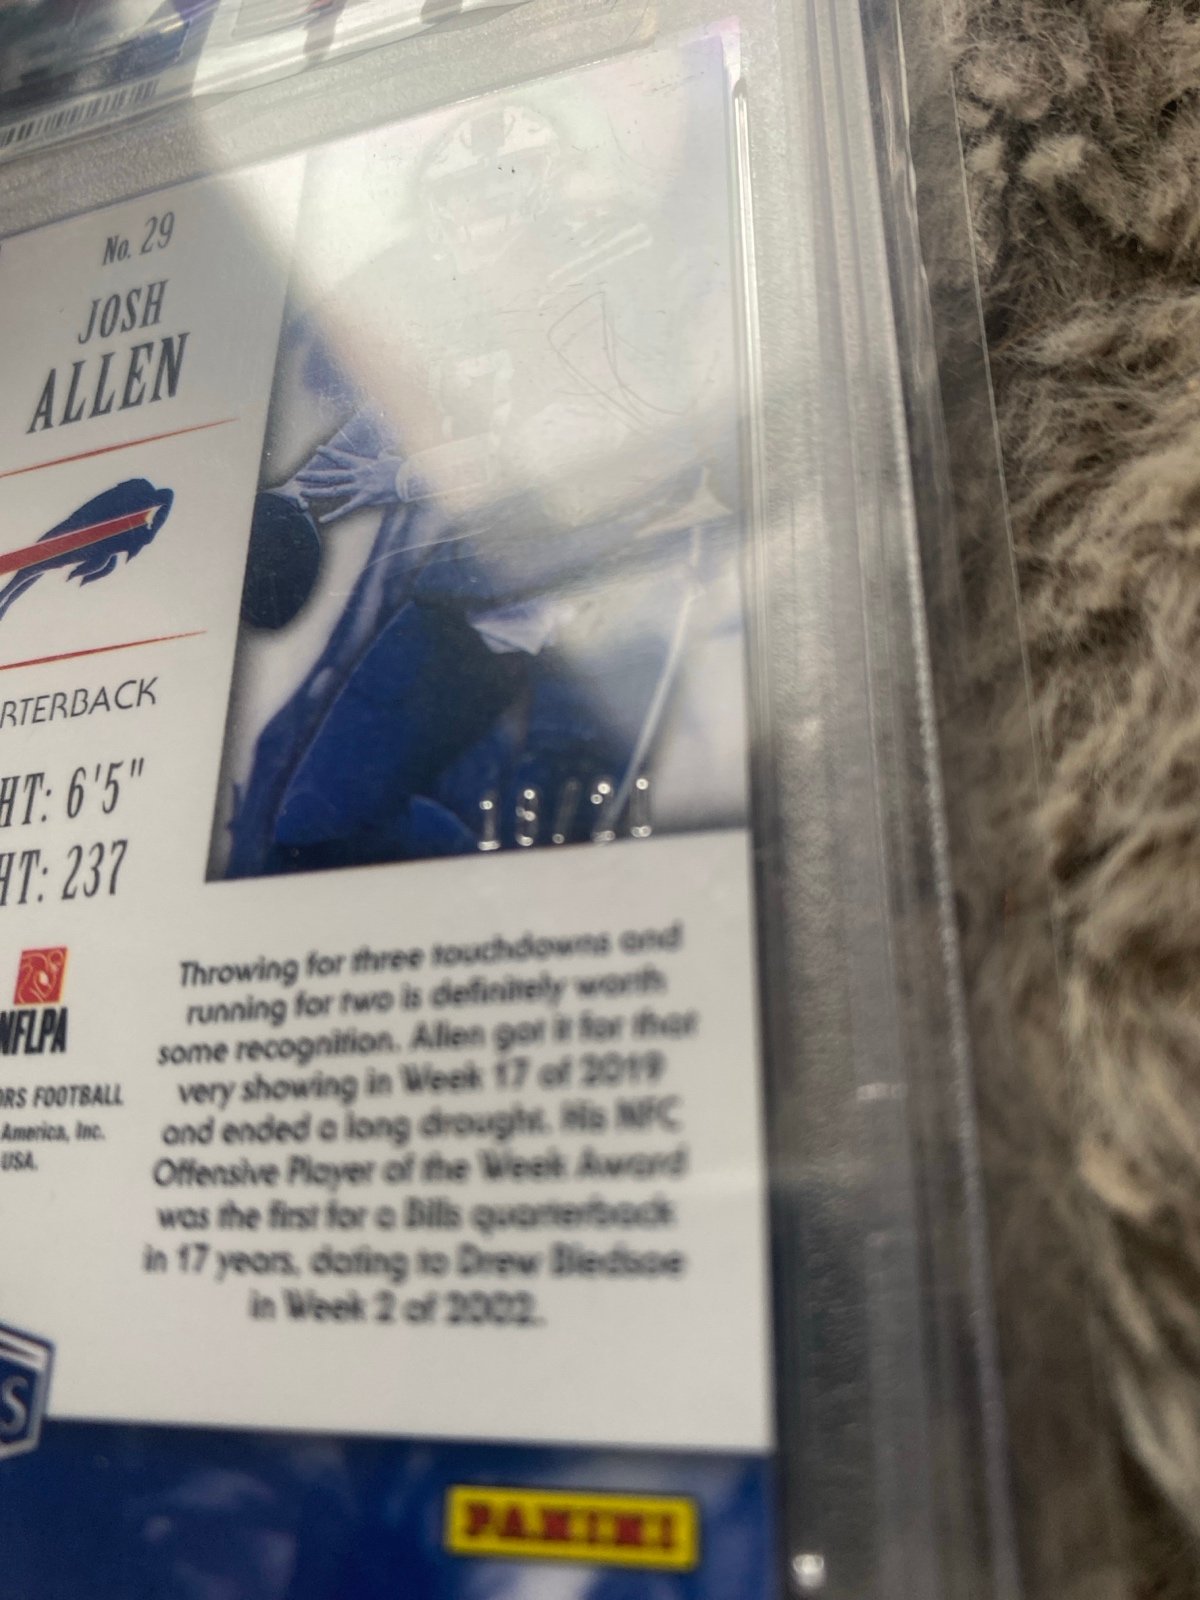 No. 29
JOSH
ALLEN
RTERBACK
HT: 6'5"
HT: 237
NFLPA
ORS FOOTBALL
America, Inc.
USA.
Throwing for three touchdowns and
running for two is definitely worth
some recognition. Allen got it for that
very showing in Week 17 of 2019
and ended a long drought. His NFC
Offensive Player of the Week Award
was the first for a Bills quarterback
in 17 years, dating to Drew Bledsoe
in Week 2 of 2002.
S
PANINI